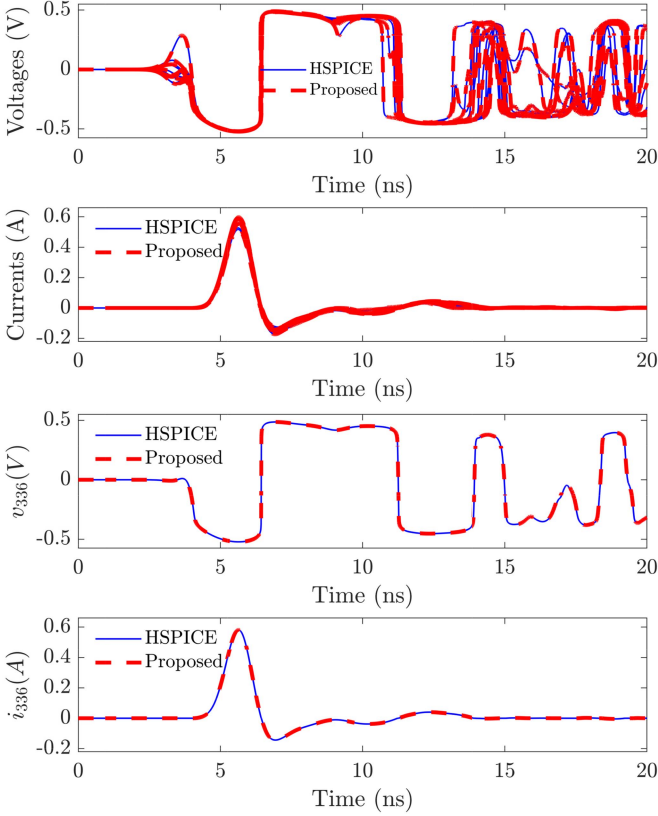 0.5
Voltages (V)
0
HSPICE
Proposed
-0.5
0 5 10 15 20
Time (ns)
0.6
HSPICE
Currents (A)
0.4
Proposed
0.2
0
-0.2
0 5 10 15 20
Time (ns)
0.5
HSPICE
v336(V)
Proposed
0
-0.5
0 5 10 15 20
Time (ns)
0.6
HSPICE
i336(A)
0.4
Proposed
0.2
0
-0.2
0 5 10 15 20
Time (ns)